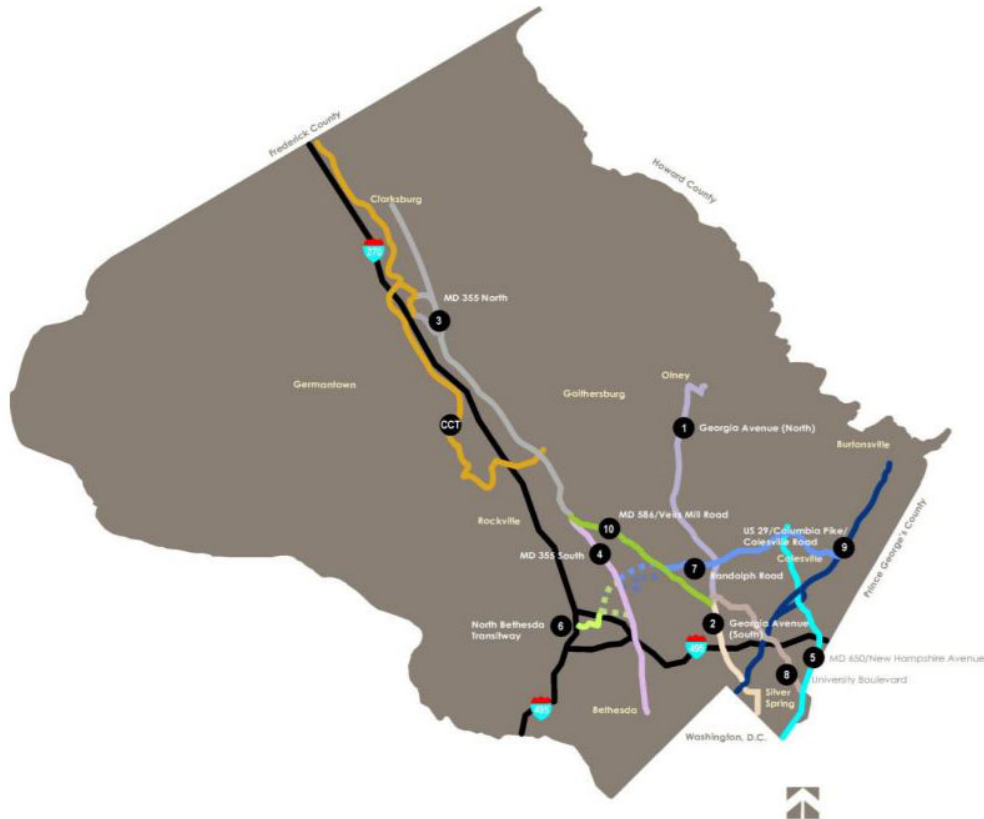 Frederick County
Howard County
Clarksburg
270
MD 355 North
3
Germantown
Gaithersburg
Olney
CCT
1
Georgia Avenue (North)
Burtonsville
Rockville
MD 586/Veirs Mill Road
10
US 29/Columbia Pike/
Colesville Road
MD 355 South
4
9
Colesville
7
Randolph Road
Prince George's County
North Bethesda
Transitway
6
2
Georgia Avenue
(South)
495
5
MD 650/New Hampshire Avenue
8
University Boulevard
Silver
Spring
495
Bethesda
Washington, D.C.